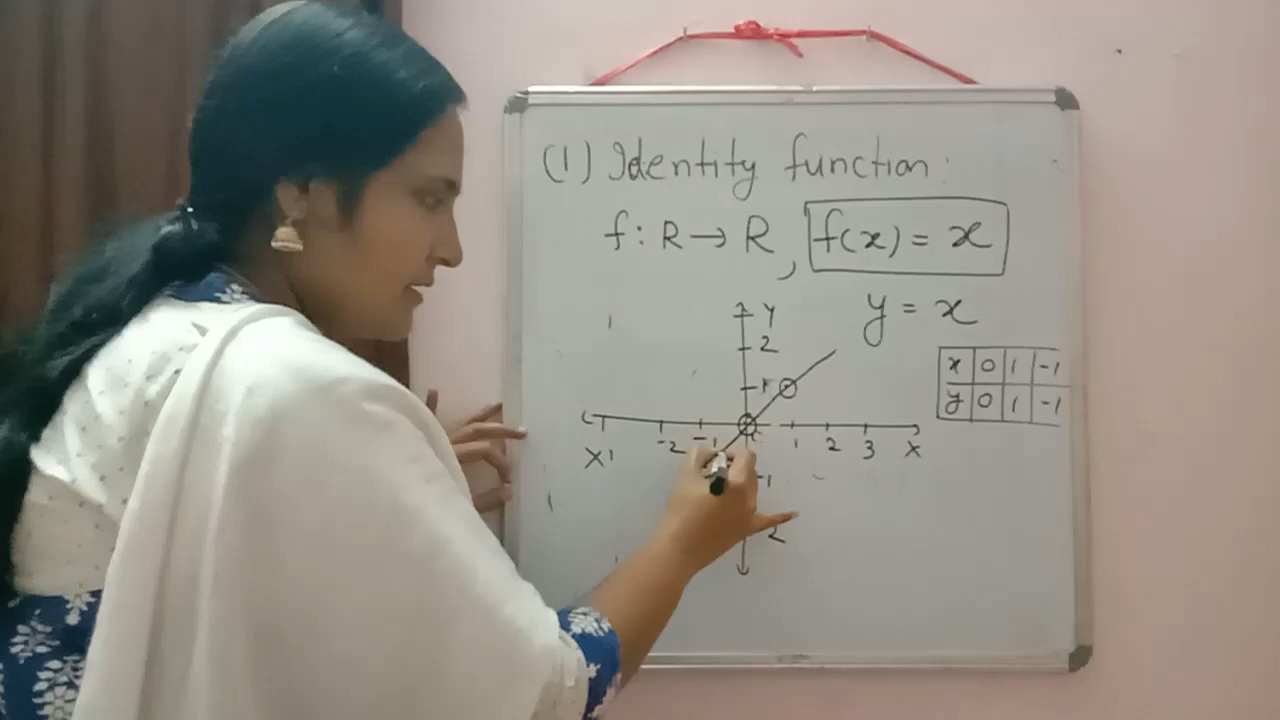 (1) Identity function:
f: R → R, f(x) = x
y = x
Y
2
1
x 0 1 -1
y 0 1 -1
-2 -1 1 2 3 X
X'
-1
2